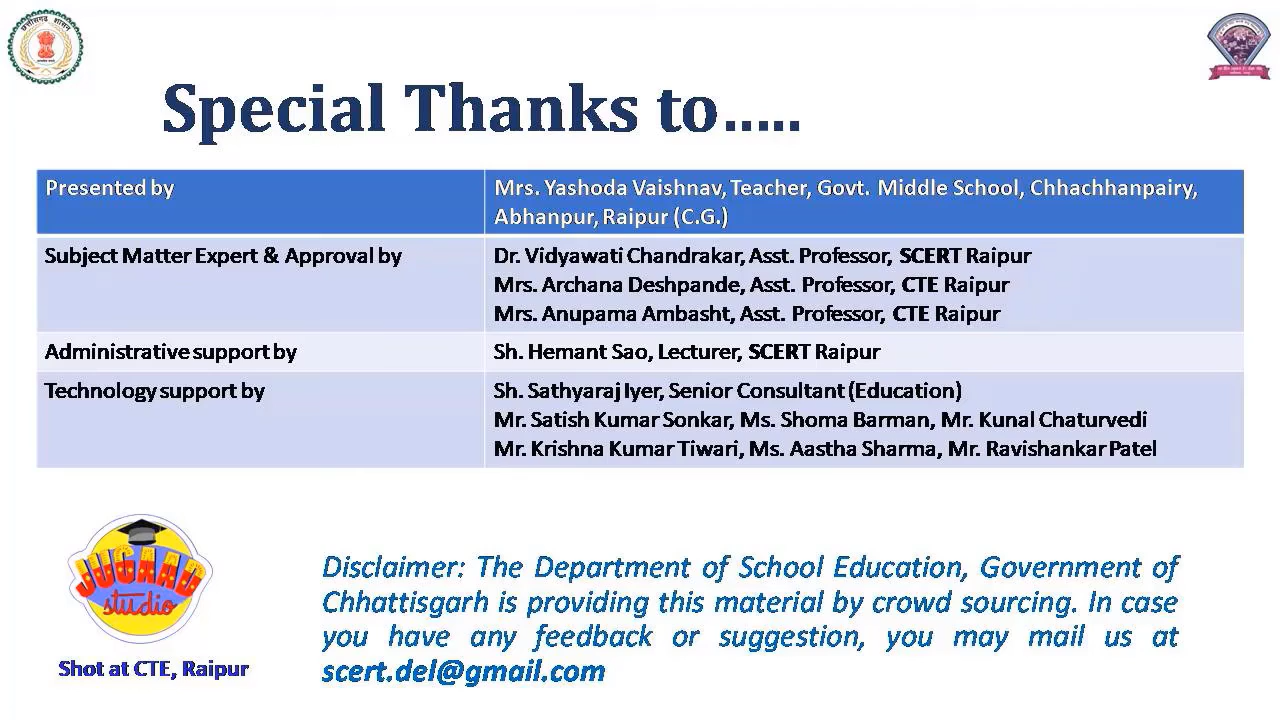 छत्तीसगढ़ शासन
Special Thanks to.....
Presented by
Mrs. Yashoda Vaishnav, Teacher, Govt. Middle School, Chhachhanpairy,
Abhanpur, Raipur (C.G.)
Subject Matter Expert & Approval by
Dr. Vidyawati Chandrakar, Asst. Professor, SCERT Raipur
Mrs. Archana Deshpande, Asst. Professor, CTE Raipur
Mrs. Anupama Ambasht, Asst. Professor, CTE Raipur
Administrative support by
Sh. Hemant Sao, Lecturer, SCERT Raipur
Technology support by
Sh. Sathyaraj Iyer, Senior Consultant (Education)
Mr. Satish Kumar Sonkar, Ms. Shoma Barman, Mr. Kunal Chaturvedi
Mr. Krishna Kumar Tiwari, Ms. Aastha Sharma, Mr. Ravishankar Patel
JUGAAD
studio
Shot at CTE, Raipur
Disclaimer: The Department of School Education, Government of
Chhattisgarh is providing this material by crowd sourcing. In case
you have any feedback or suggestion, you may mail us at
scert.del@gmail.com